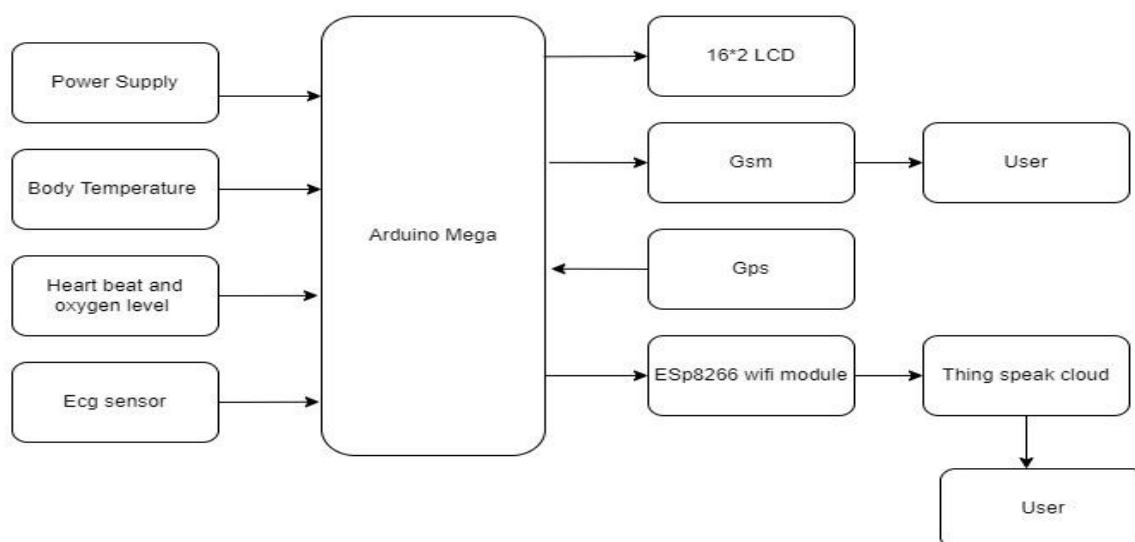 Power Supply
Body Temperature
Heart beat and
oxygen level
Ecg sensor
Arduino Mega
16*2 LCD
Gsm
User
Gps
ESp8266 wifi module
Thing speak cloud
User